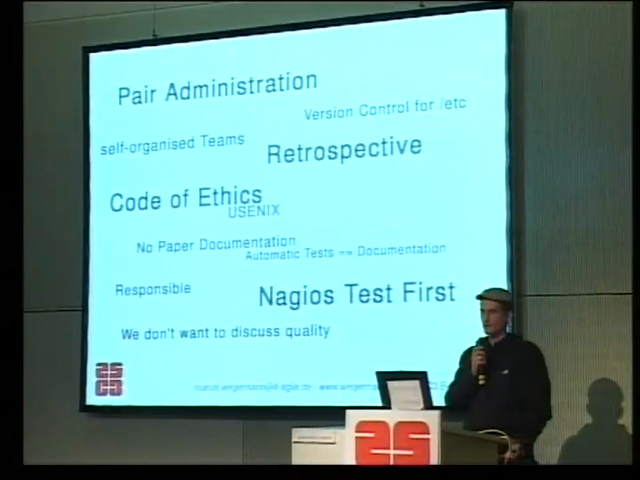 Pair Administration
Version Control for /etc
self-organised Teams
Retrospective
Code of Ethics
USENIX
No Paper Documentation
Automatic Tests == Documentation
Responsible
Nagios Test First
We don't want to discuss quality